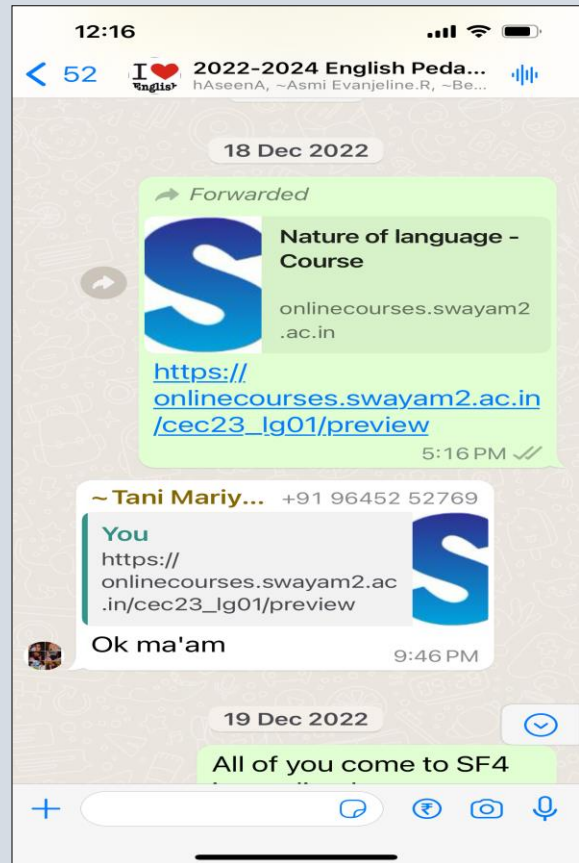 12:16
52
I ❤ English
2022-2024 English Peda...
hAseenA, ~Asmi Evanjeline.R, ~Be...
18 Dec 2022
Forwarded
S
Nature of language -
Course
onlinecourses.swayam2
.ac.in
https://
onlinecourses.swayam2.ac.in
/cec23_lg01/preview
5:16 PM
~ Tani Mariy... +91 96452 52769
You
https://
onlinecourses.swayam2.ac
.in/cec23_lg01/preview
S
Ok ma'am
9:46 PM
19 Dec 2022
All of you come to SF4
₹